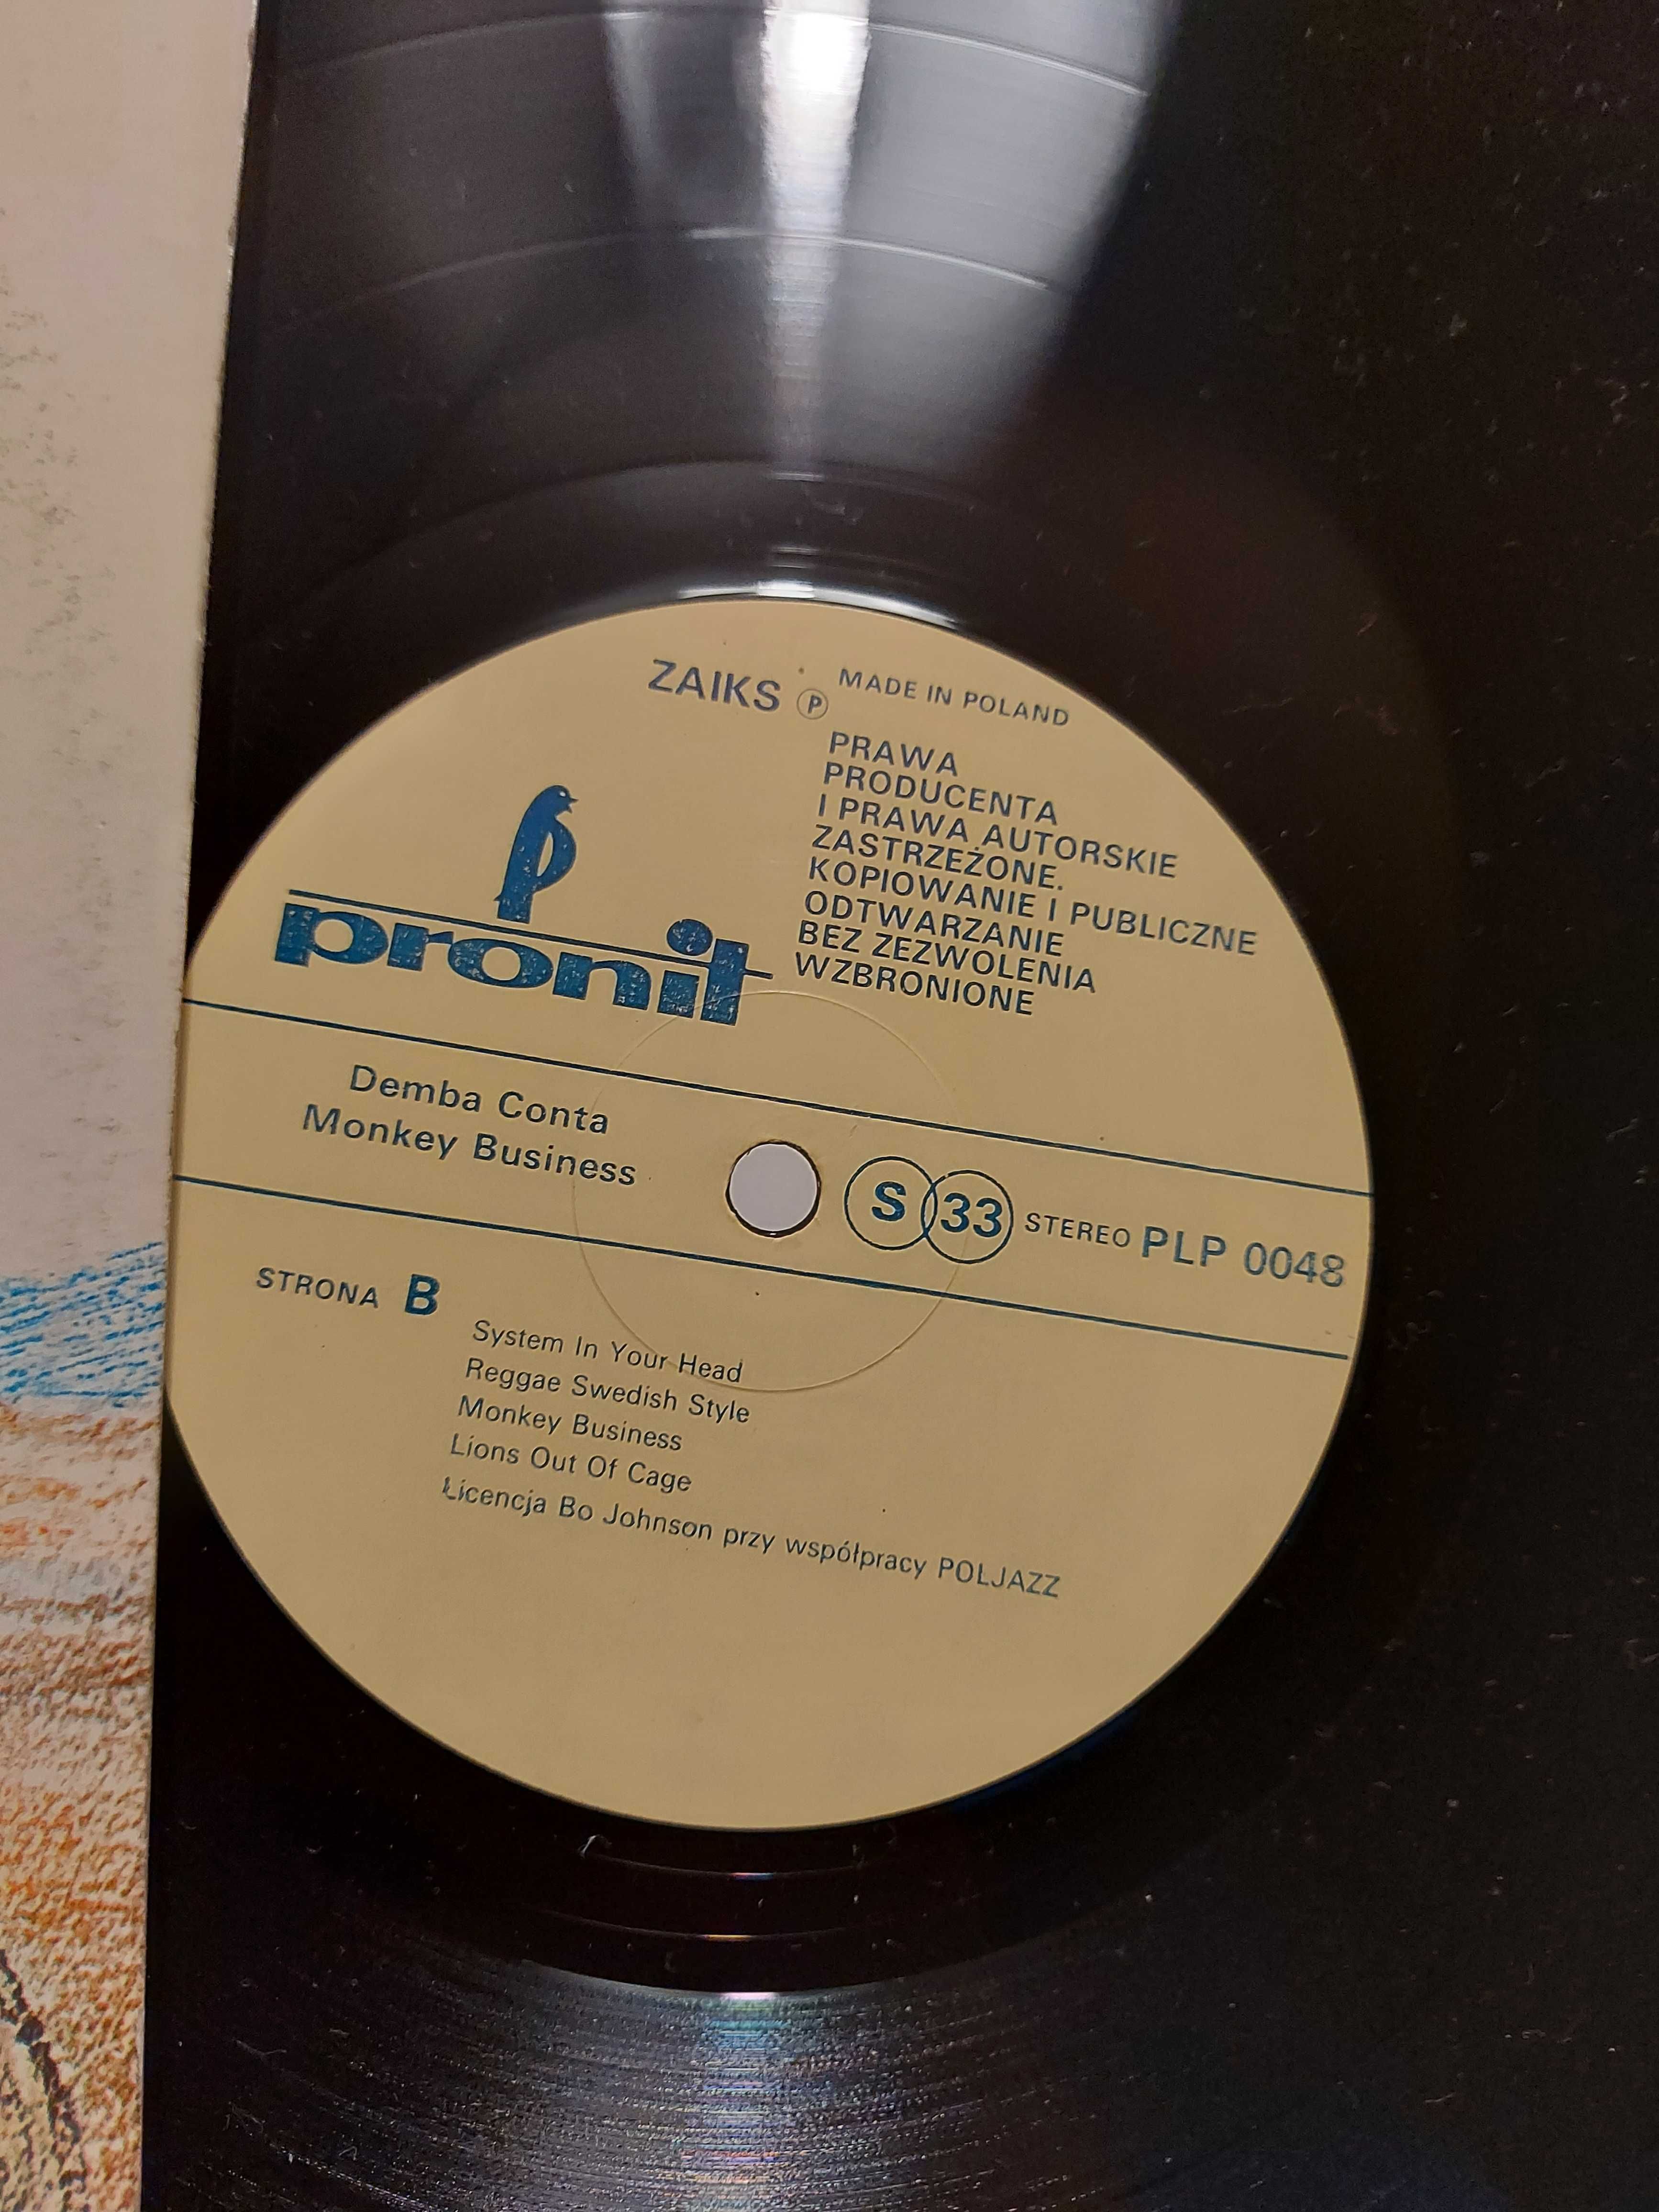 ZAIKS Ⓟ MADE IN POLAND
PRAWA
PRODUCENTA
I PRAWA AUTORSKIE
ZASTRZEŻONE.
KOPIOWANIE I PUBLICZNE
ODTWARZANIE
BEZ ZEZWOLENIA
WZBRONIONE
pronit
Demba Conta
Monkey Business
S 33 STEREO PLP 0048
STRONA B
System In Your Head
Reggae Swedish Style
Monkey Business
Lions Out Of Cage
Licencja Bo Johnson przy współpracy POLJAZZ